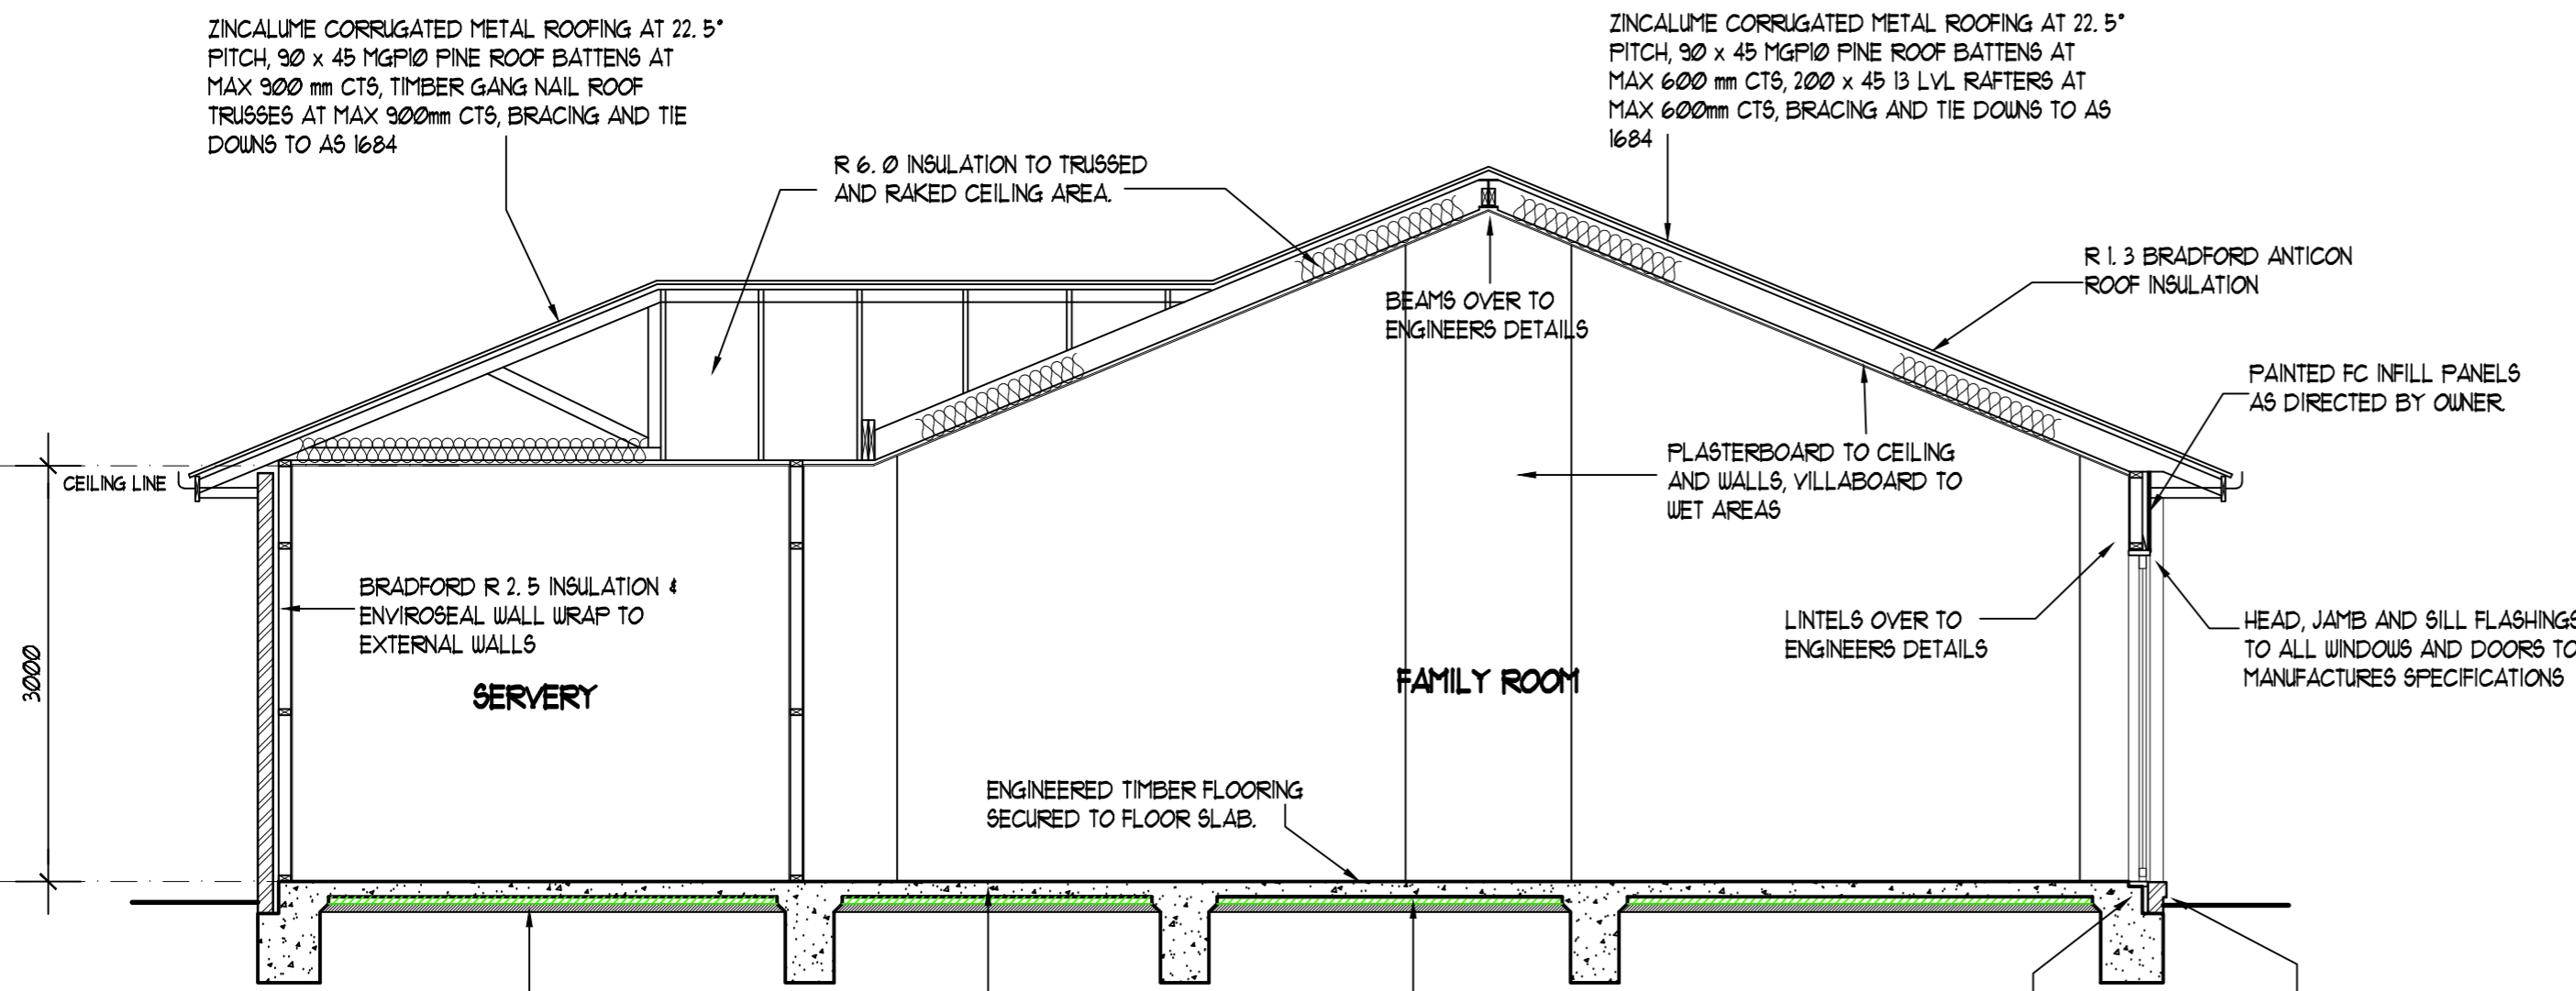 ZINCALUME CORRUGATED METAL ROOFING AT 22.5°
PITCH, 90 x 45 MGP10 PINE ROOF BATTENS AT
MAX 900 mm CTS, TIMBER GANG NAIL ROOF
TRUSSES AT MAX 900mm CTS, BRACING AND TIE
DOWNS TO AS 1684
ZINCALUME CORRUGATED METAL ROOFING AT 22.5°
PITCH, 90 x 45 MGP10 PINE ROOF BATTENS AT
MAX 600 mm CTS, 200 x 45 13 LVL RAFTERS AT
MAX 600mm CTS, BRACING AND TIE DOWNS TO AS
1684
R 6.0 INSULATION TO TRUSSED
AND RAKED CEILING AREA.
BEAMS OVER TO
ENGINEERS DETAILS
R 1.3 BRADFORD ANTICON
ROOF INSULATION
PAINTED FC INFILL PANELS
AS DIRECTED BY OWNER.
PLASTERBOARD TO CEILING
AND WALLS, VILLABOARD TO
WET AREAS
CEILING LINE
BRADFORD R 2.5 INSULATION &
ENVIROSEAL WALL WRAP TO
EXTERNAL WALLS
LINTELS OVER TO
ENGINEERS DETAILS
HEAD, JAMB AND SILL FLASHINGS
TO ALL WINDOWS AND DOORS TO
MANUFACTURES SPECIFICATIONS
3000
SERVERY
FAMILY ROOM
ENGINEERED TIMBER FLOORING
SECURED TO FLOOR SLAB.